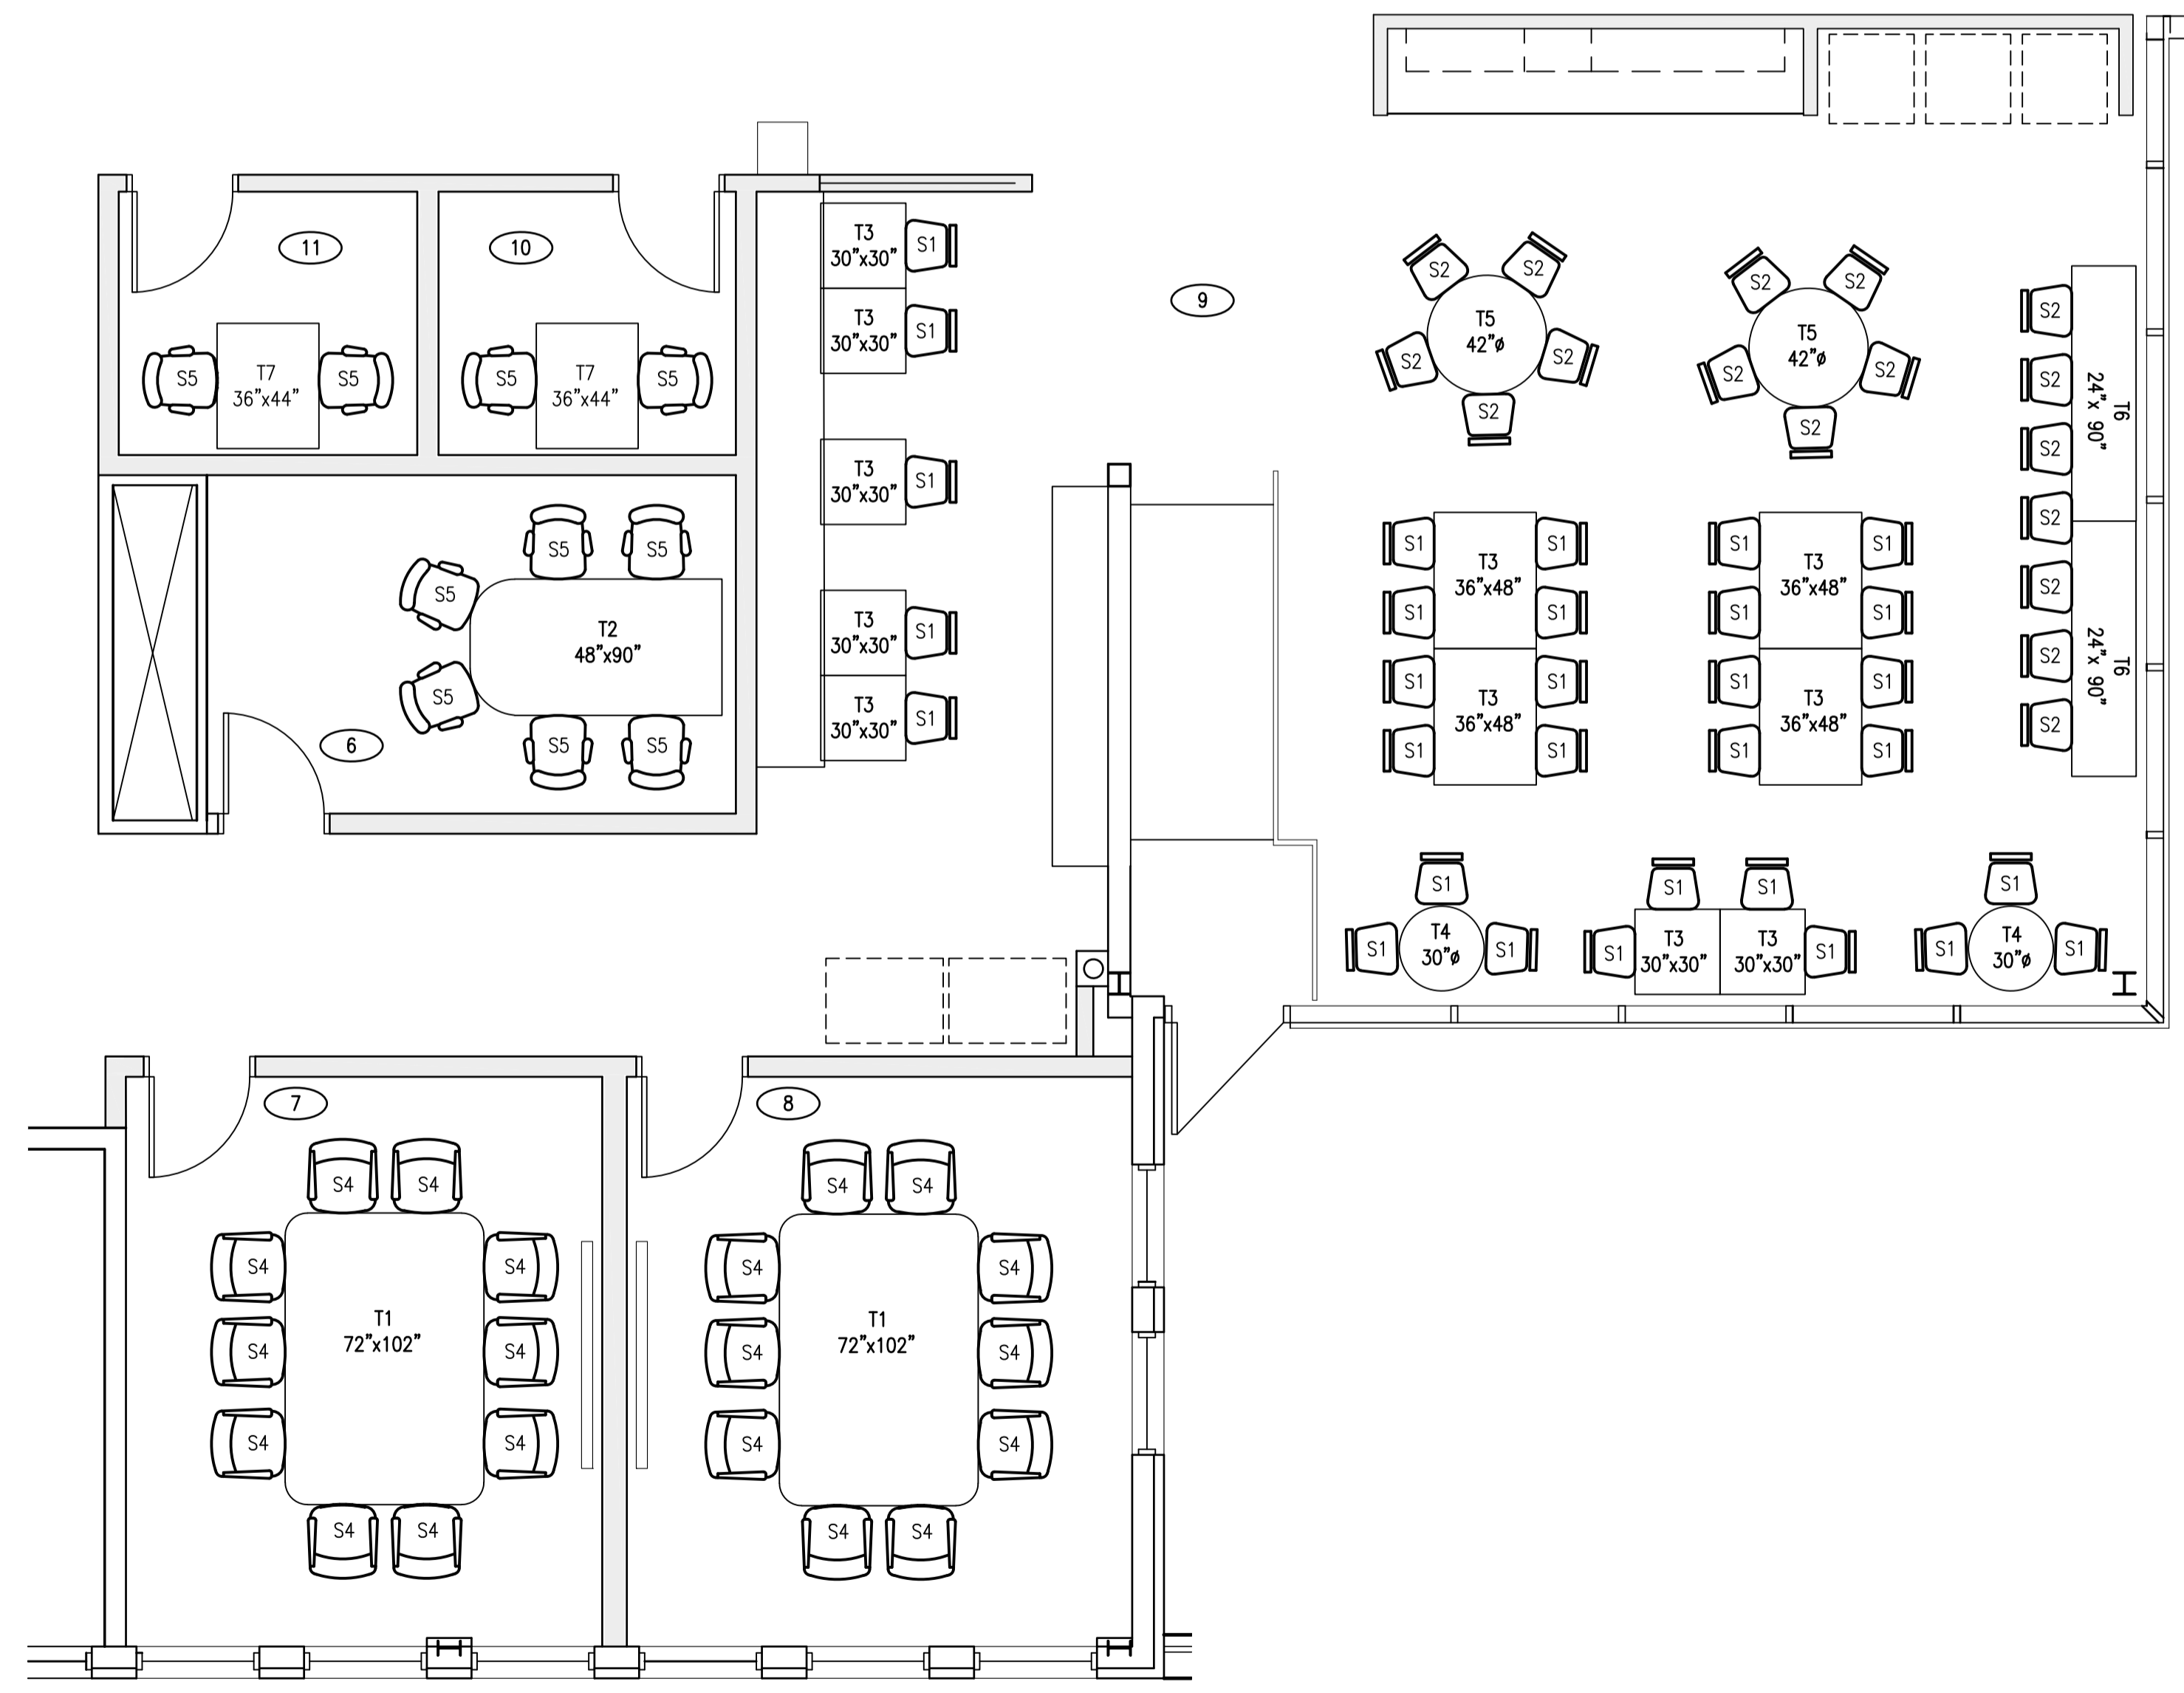 11
10
S5
T7
36"x44"
S5
S5
T7
36"x44"
S5
T3
30"x30"
S1
T3
30"x30"
S1
T3
30"x30"
S1
T3
30"x30"
S1
T3
30"x30"
S1
S5
S5
S5
S5
T2
48"x90"
S5
S5
6
9
S2
S2
S2
S2
S2
T5
42"ø
S2
S2
S2
S2
S2
T5
42"ø
S2
S2
S2
S2
S2
S2
S2
T6
24"x 90"
T6
24"x 90"
S1
S1
S1
S1
T3
36"x48"
T3
36"x48"
S1
S1
S1
S1
S1
S1
S1
S1
T3
36"x48"
T3
36"x48"
S1
S1
S1
S1
S1
S1
T4
30"ø
S1
S1
S1
S1
T3
30"x30"
T3
30"x30"
S1
S1
S1
T4
30"ø
S1
7
S4
S4
S4
S4
S4
T1
72"x102"
S4
S4
S4
S4
S4
8
S4
S4
S4
S4
S4
T1
72"x102"
S4
S4
S4
S4
S4